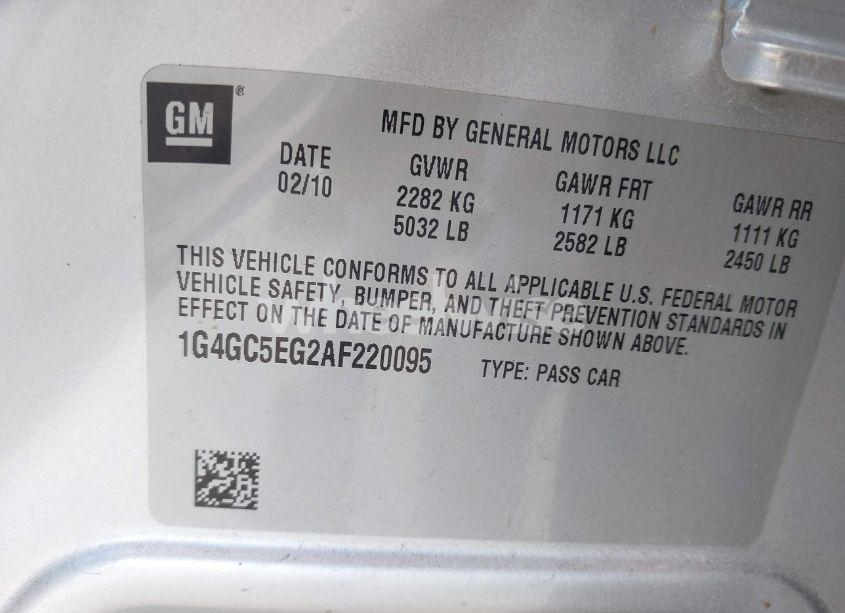 GM®
MFD BY GENERAL MOTORS LLC
DATE GVWR GAWR FRT GAWR RR
02/10 2282 KG 1171 KG 1111 KG
5032 LB 2582 LB 2450 LB
THIS VEHICLE CONFORMS TO ALL APPLICABLE U.S. FEDERAL MOTOR
VEHICLE SAFETY, BUMPER, AND THEFT PREVENTION STANDARDS IN
EFFECT ON THE DATE OF MANUFACTURE SHOWN ABOVE.
1G4GC5EG2AF220095 TYPE: PASS CAR